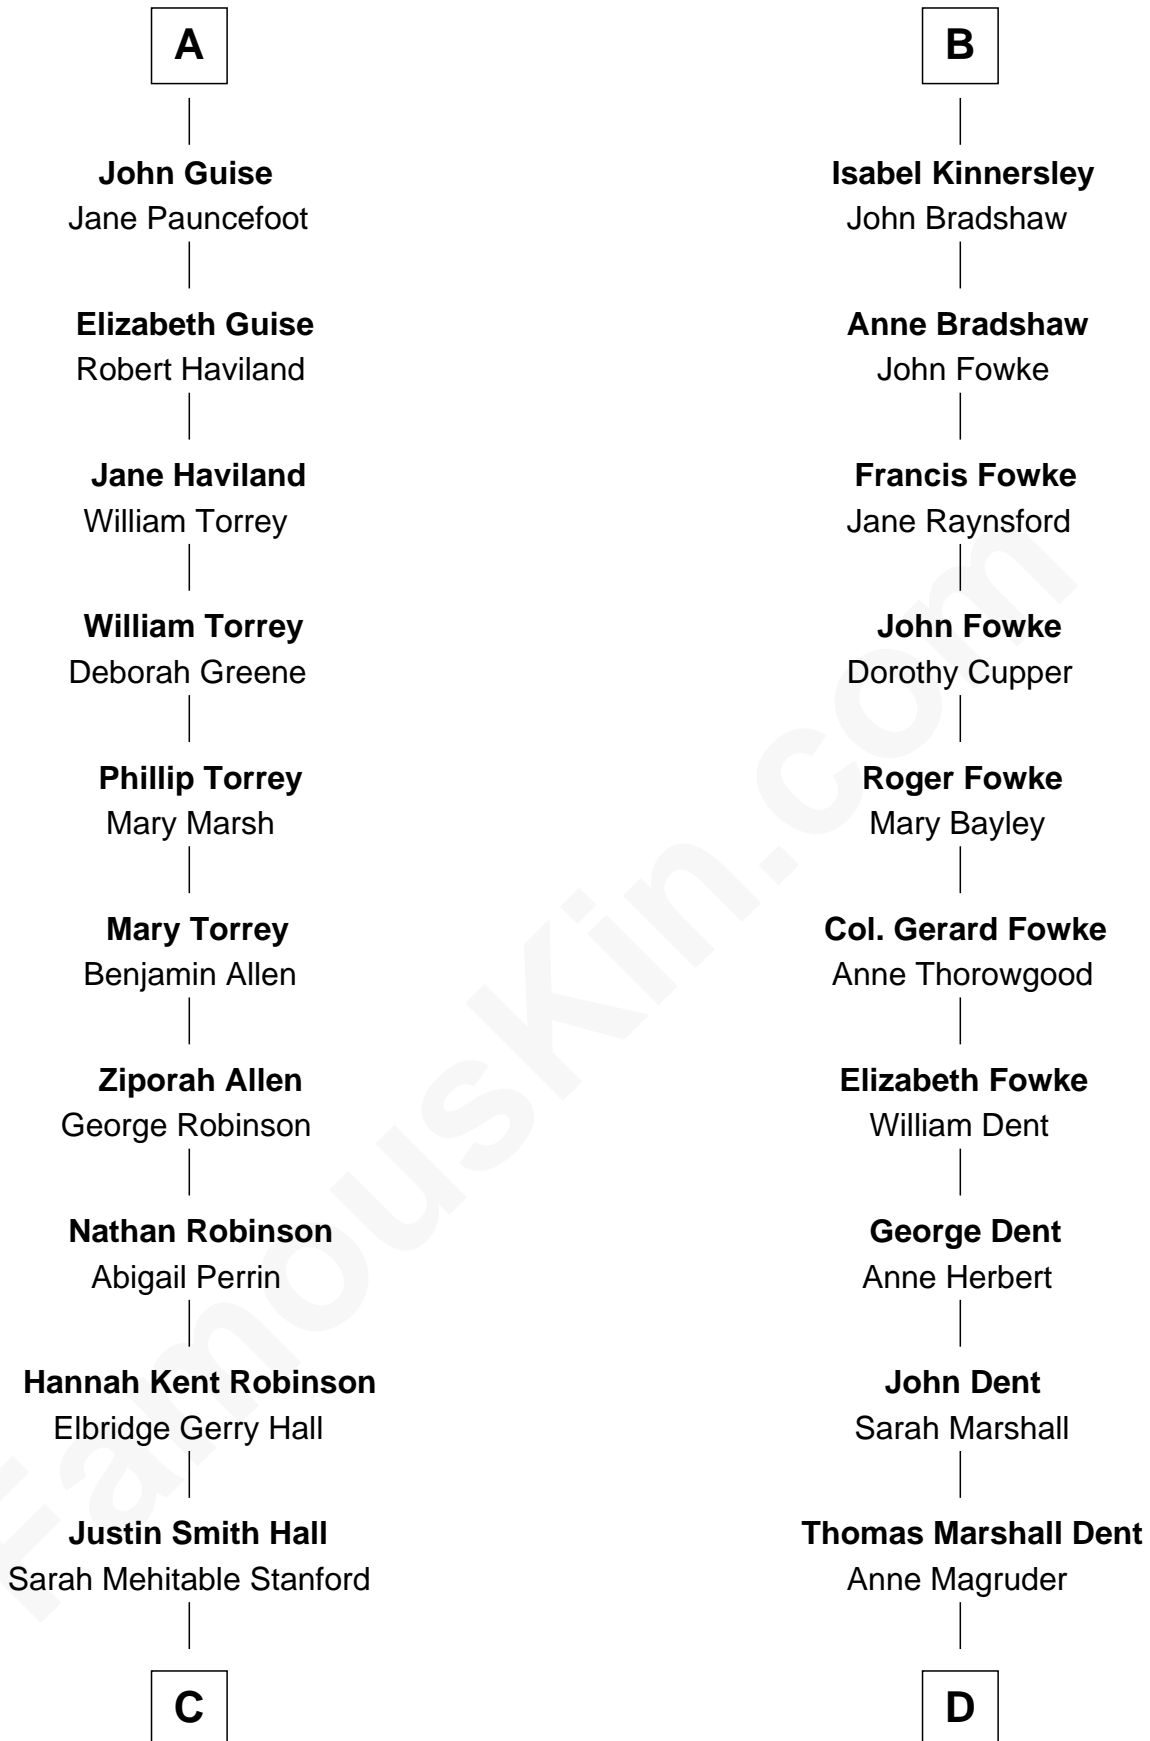 A
John Guise
Jane Pauncefoot
Elizabeth Guise
Robert Haviland
Jane Haviland
William Torrey
William Torrey
Deborah Greene
Phillip Torrey
Mary Marsh
Mary Torrey
Benjamin Allen
Ziporah Allen
George Robinson
Nathan Robinson
Abigail Perrin
Hannah Kent Robinson
Elbridge Gerry Hall
Justin Smith Hall
Sarah Mehitable Stanford
C
B
Isabel Kinnersley
John Bradshaw
Anne Bradshaw
John Fowke
Francis Fowke
Jane Raynsford
John Fowke
Dorothy Cupper
Roger Fowke
Mary Bayley
Col. Gerard Fowke
Anne Thorowgood
Elizabeth Fowke
William Dent
George Dent
Anne Herbert
John Dent
Sarah Marshall
Thomas Marshall Dent
Anne Magruder
D
FamousKin.com